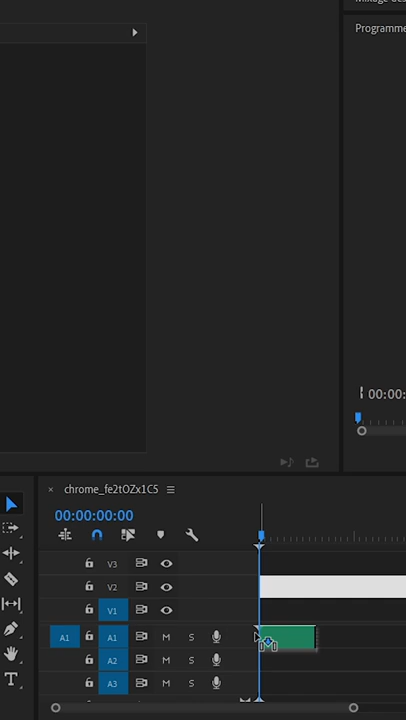 Programme
00:00:
× chrome_fe2tOZx1C5
00:00:00:00
V3
V2
V1
A1 A1 M S
A2 M S
A3 M S
T